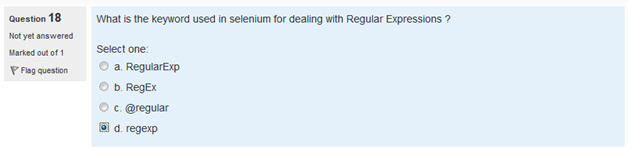 Question 18
Not yet answered
Marked out of 1
Flag question
What is the keyword used in selenium for dealing with Regular Expressions ?
Select one:
a. RegularExp
b. RegEx
c. @regular
d. regexp